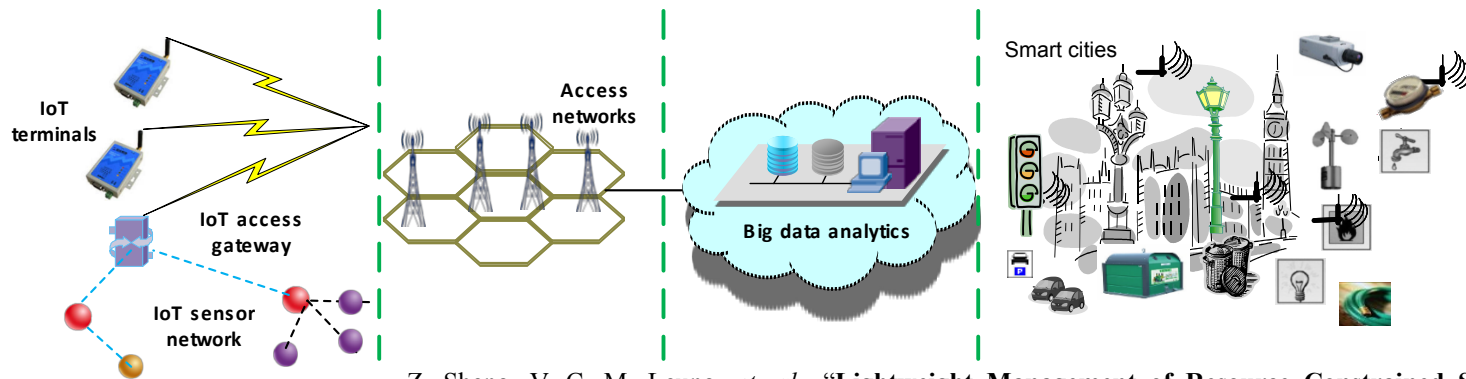 IoT
terminals
IoT access
gateway
IoT sensor
network
Access
networks
Big data analytics
Smart cities
P